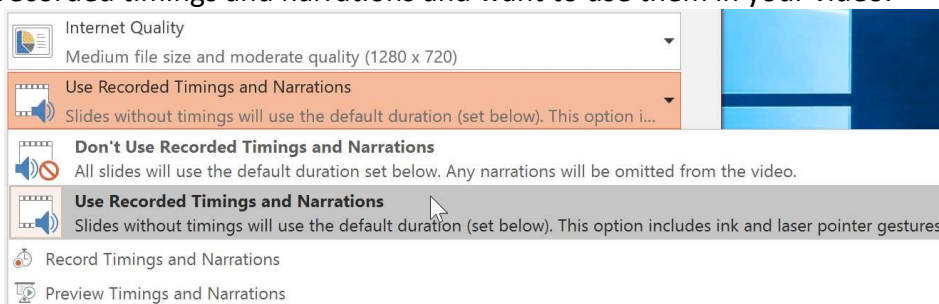 recorded timings and narrations and want to use them in your video.
Internet Quality
Medium file size and moderate quality (1280 x 720)
Use Recorded Timings and Narrations
Slides without timings will use the default duration (set below). This option i...
Don't Use Recorded Timings and Narrations
All slides will use the default duration set below. Any narrations will be omitted from the video.
Use Recorded Timings and Narrations
Slides without timings will use the default duration (set below). This option includes ink and laser pointer gestures
Record Timings and Narrations
Preview Timings and Narrations